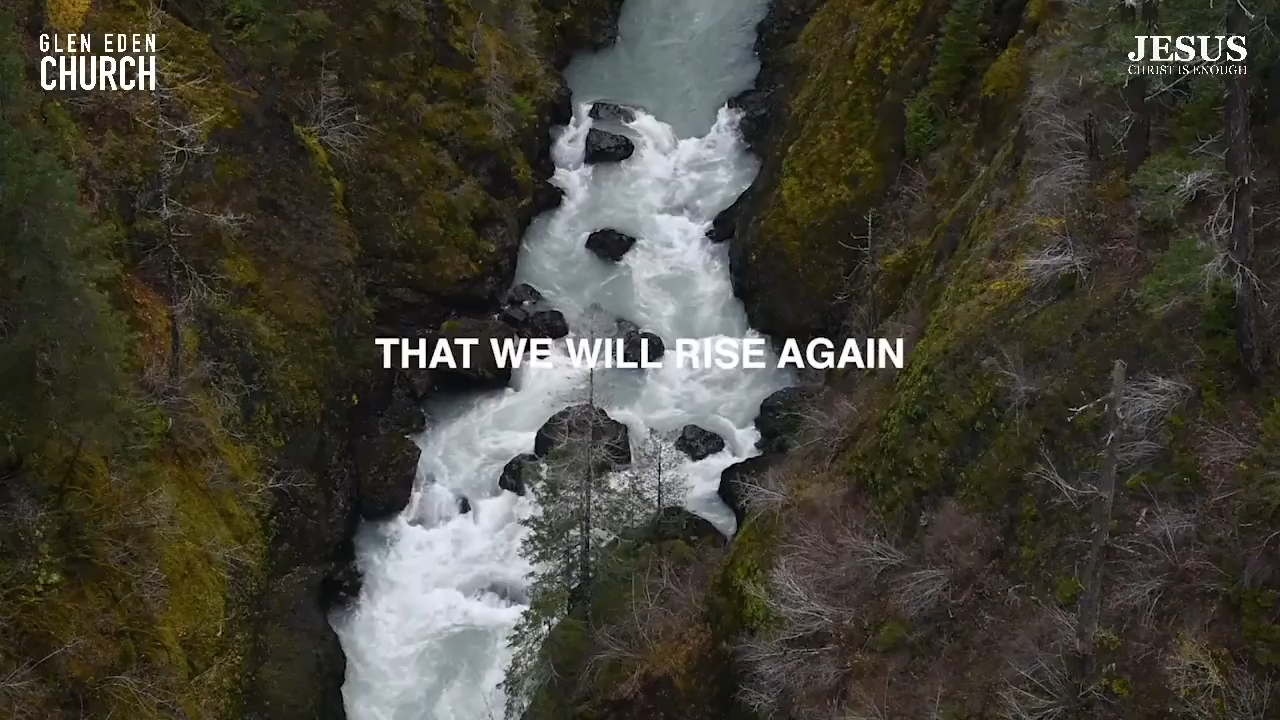 GLEN EDEN
CHURCH
JESUS
CHRIST IS ENOUGH
THAT WE WILL RISE AGAIN